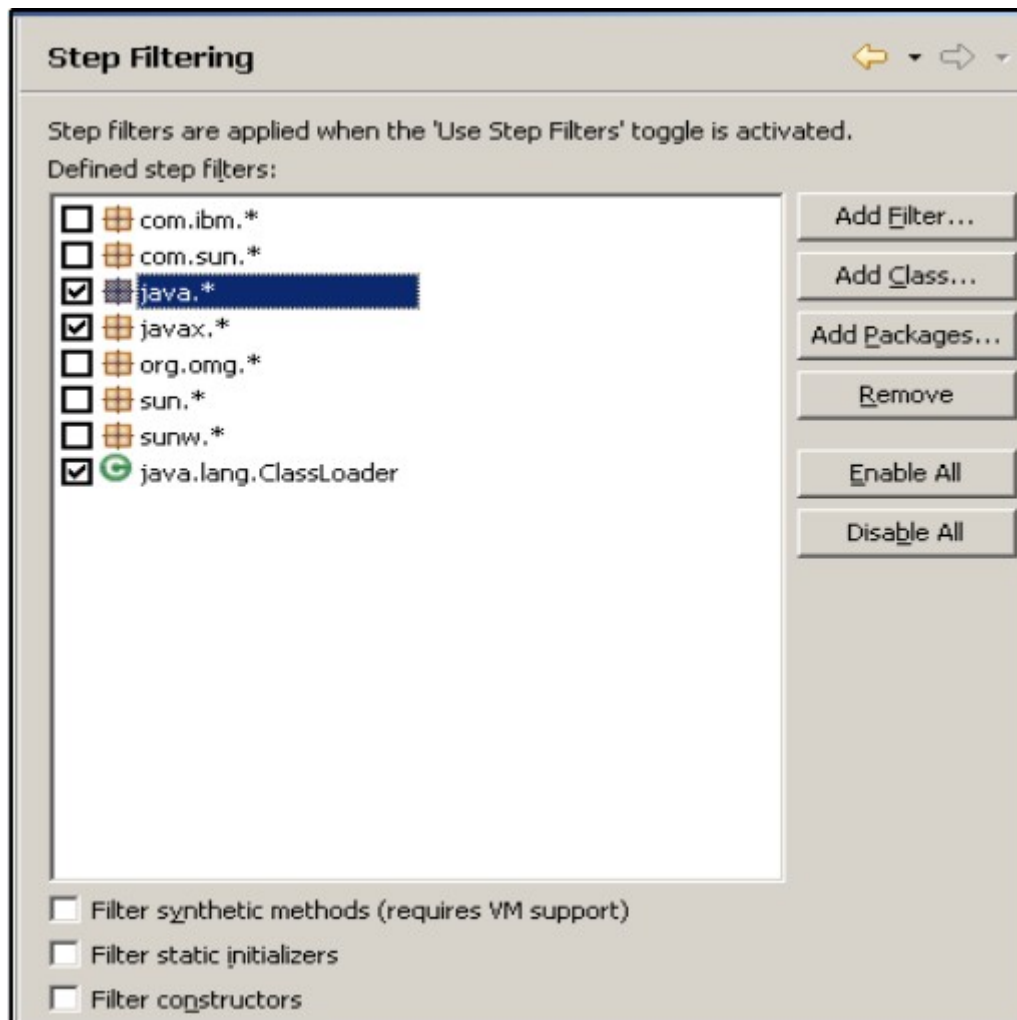 Step Filtering
Step filters are applied when the 'Use Step Filters' toggle is activated.
Defined step filters:
com.ibm.*
com.sun.*
java.*
javax.*
org.omg.*
sun.*
sunw.*
java.lang.ClassLoader
Add Filter...
Add Class...
Add Packages...
Remove
Enable All
Disable All
Filter synthetic methods (requires VM support)
Filter static initializers
Filter constructors